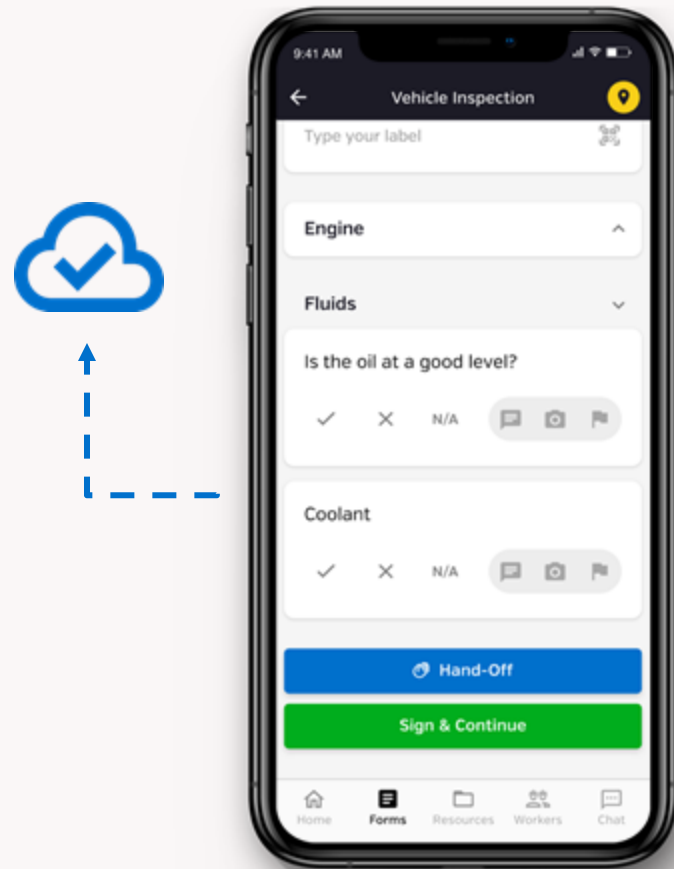 9:41 AM
Vehicle Inspection
Type your label
Engine
Fluids
Is the oil at a good level?
N/A
Coolant
N/A
Hand-Off
Sign & Continue
Home Forms Resources Workers Chat